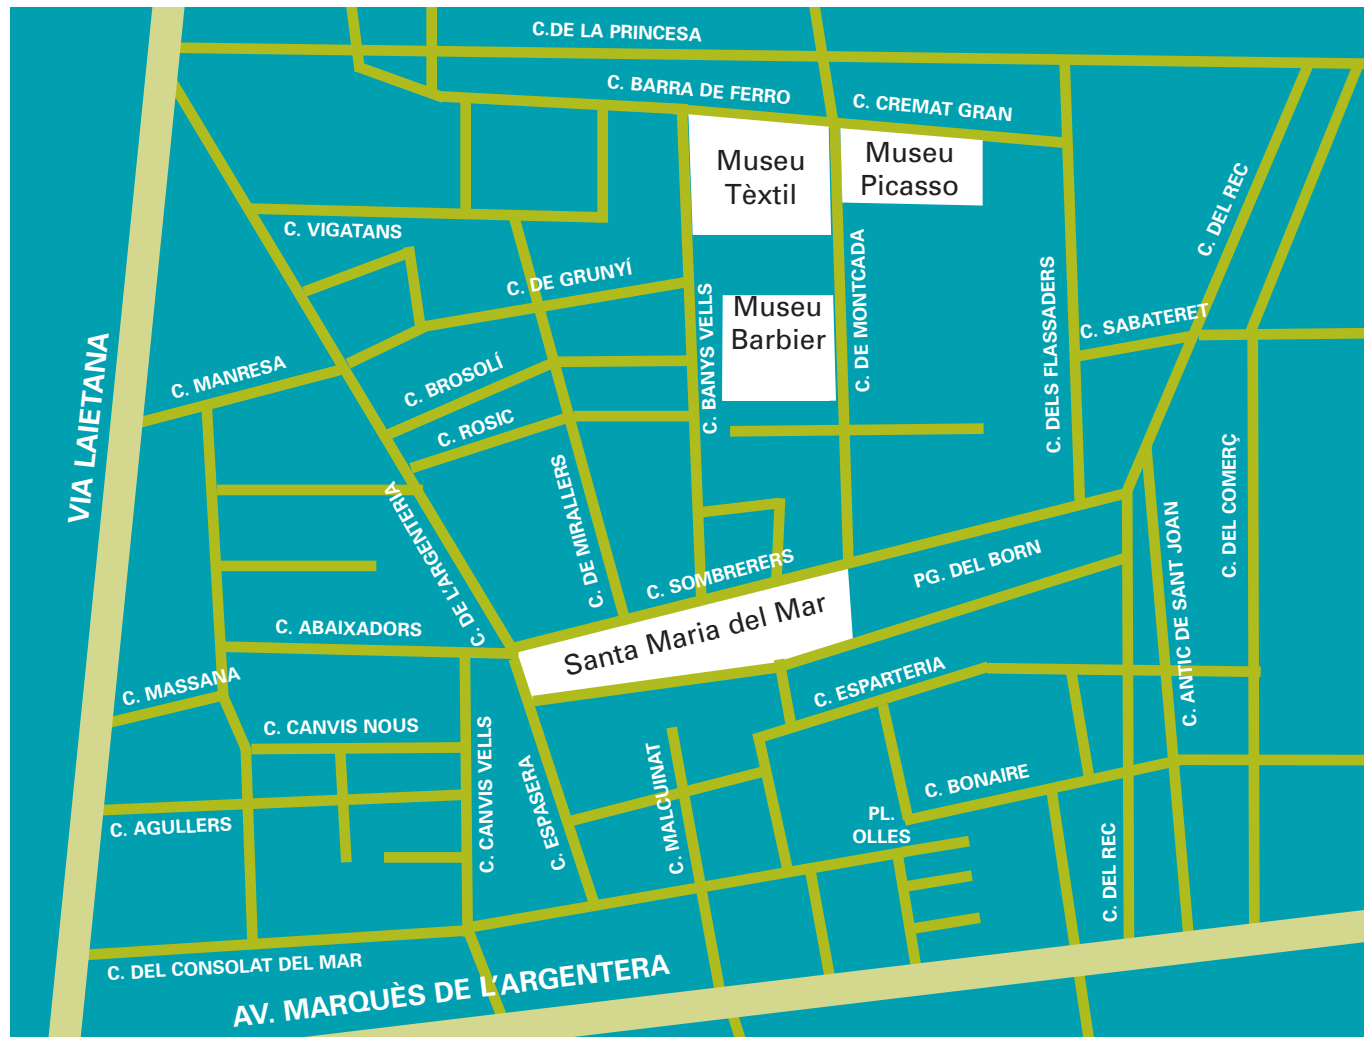 C.DE LA PRINCESA
C. BARRA DE FERRO
C. CREMAT GRAN
Museu
Tèxtil
Museu
Picasso
C. DEL REC
C. VIGATANS
C. DE GRUNYÍ
C. BANYS VELLS
Museu
Barbier
C. DE MONTCADA
C. DELS FLASSADERS
C. SABATERET
VIA LAIETANA
C. MANRESA
C. BROSOLÍ
C. ROSIC
C. DE L'ARGENTERIA
C. DE MIRALLERS
C. SOMBRERERS
PG. DEL BORN
C. ANTIC DE SANT JOAN
C. DEL COMERÇ
C. ABAIXADORS
Santa Maria del Mar
C. MASSANA
C. ESPARTERIA
C. CANVIS NOUS
C. CANVIS VELLS
C. ESPASERA
C. MALCUINAT
C. BONAIRE
PL.
OLLES
C. AGULLERS
C. DEL REC
C. DEL CONSOLAT DEL MAR
AV. MARQUÈS DE L'ARGENTERA